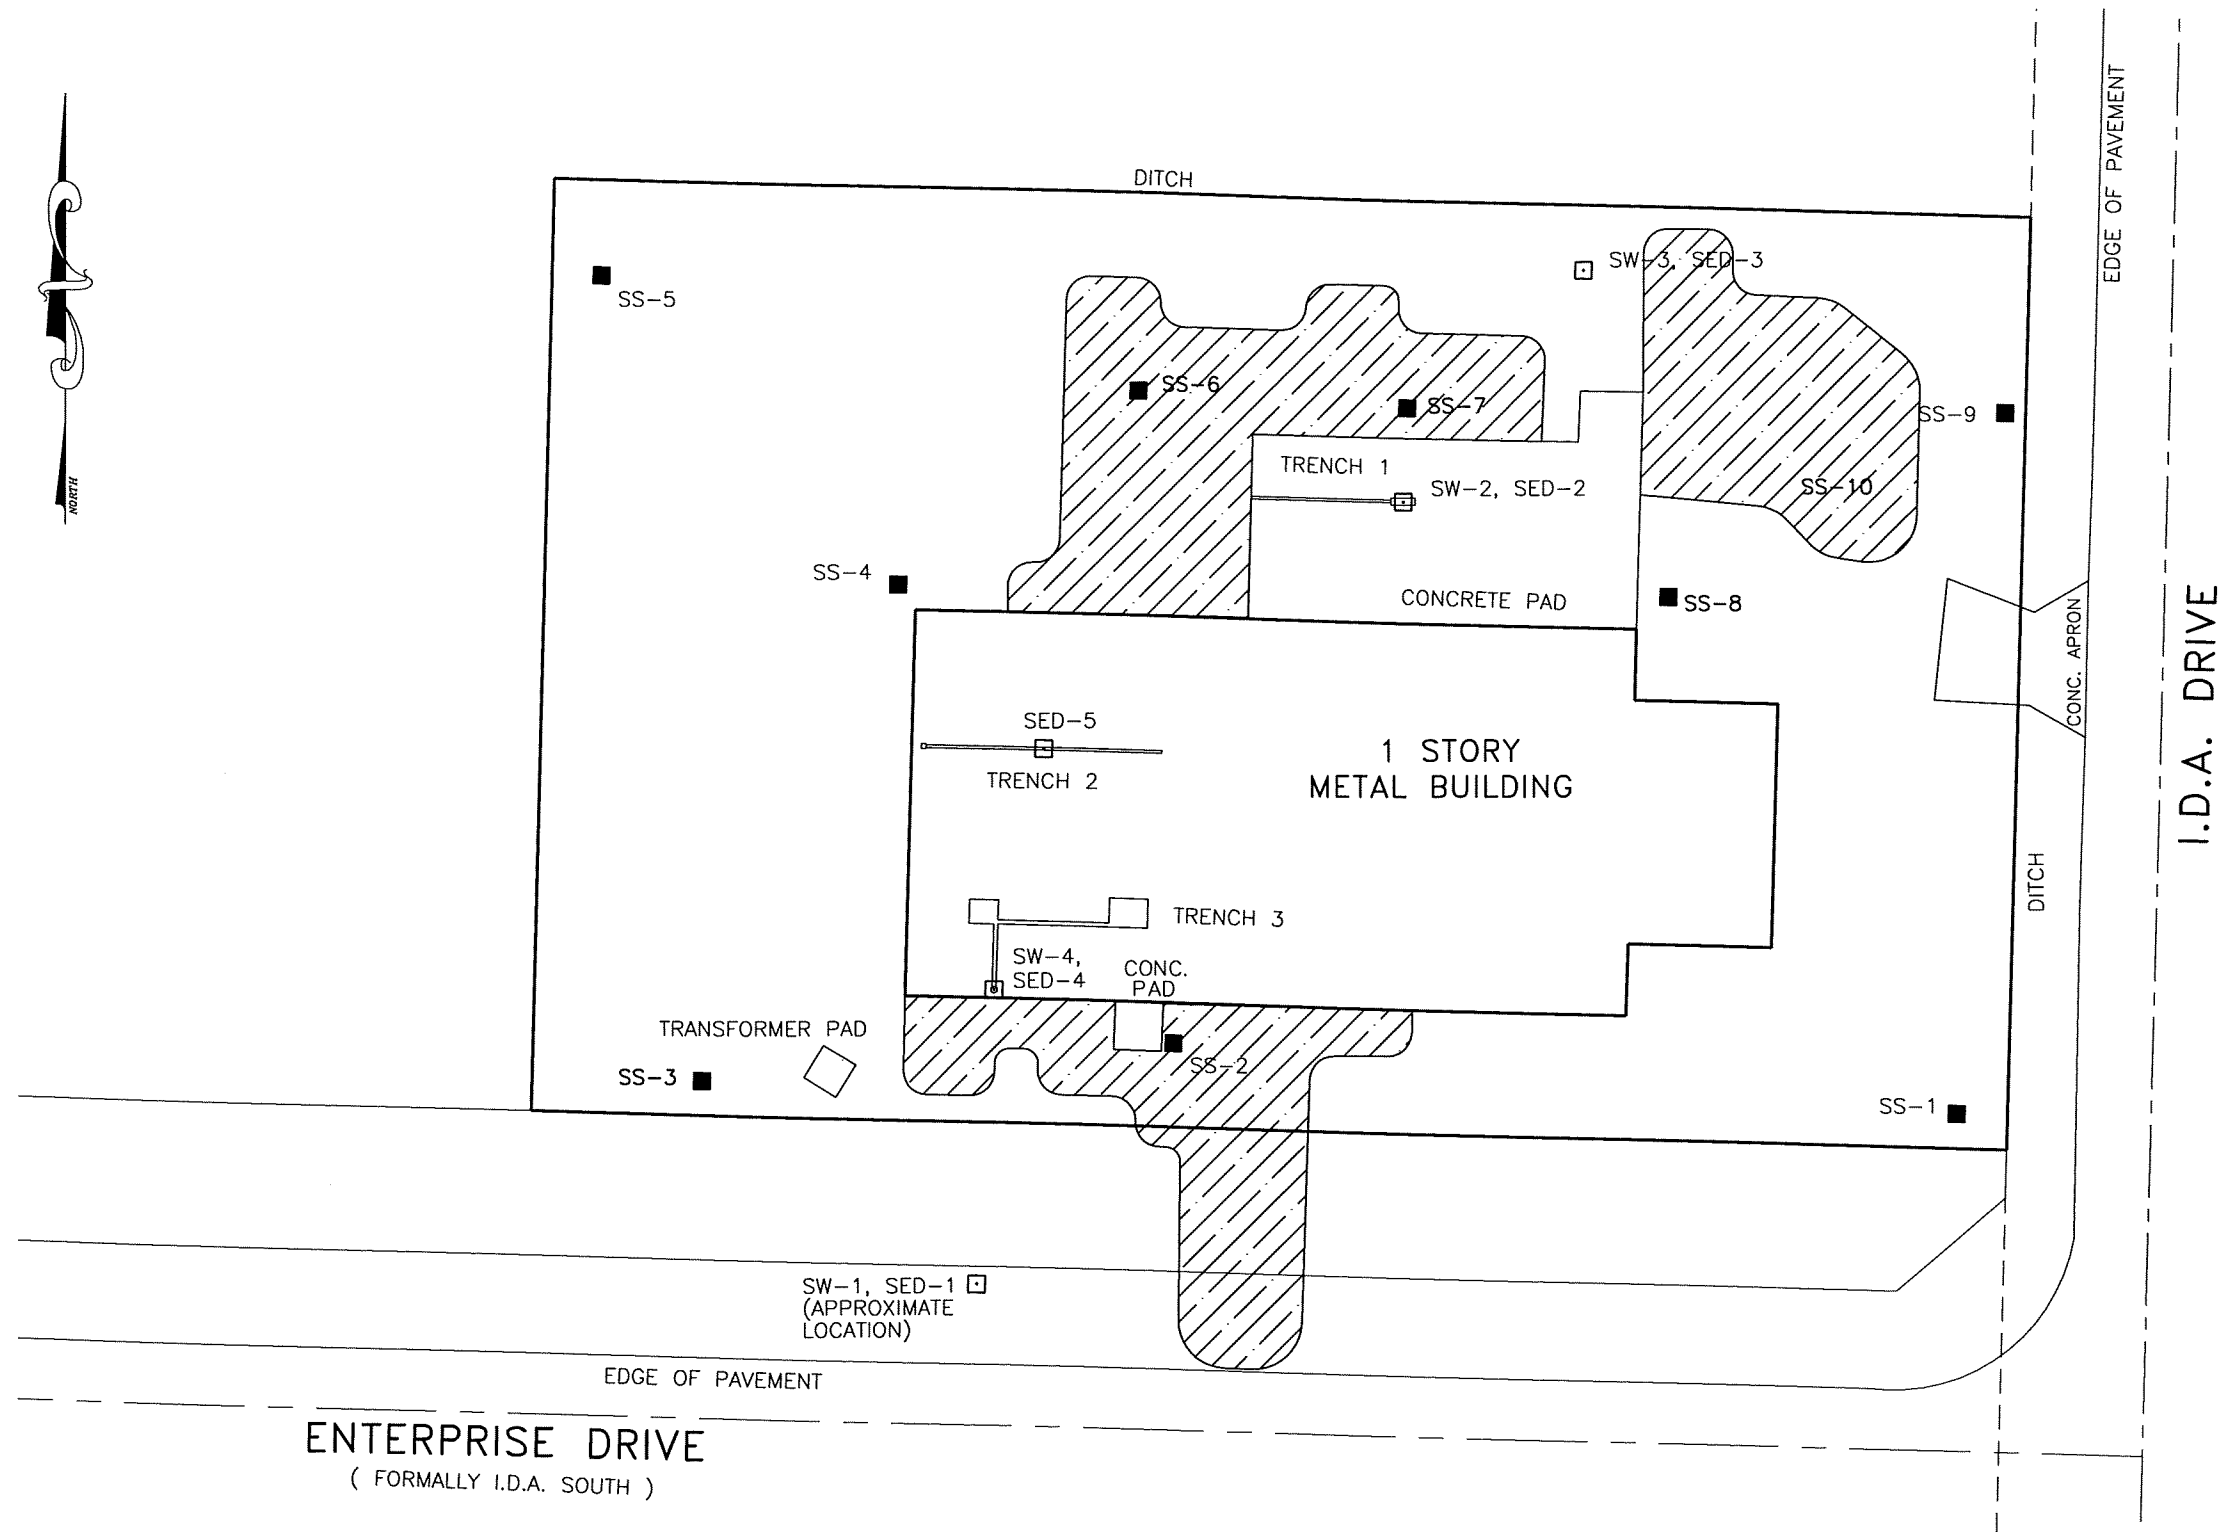 EDGE OF PAVEMENT
DITCH
SW-3, SED-3
SS-5
SS-6
SS-7
SS-9
NORTH
TRENCH 1
SW-2, SED-2
SS-10
SS-4
CONCRETE PAD
SS-8
CONC. APRON
I.D.A. DRIVE
SED-5
TRENCH 2
1 STORY
METAL BUILDING
DITCH
TRENCH 3
SW-4,
SED-4
CONC.
PAD
TRANSFORMER PAD
SS-2
SS-3
SS-1
SW-1, SED-1
(APPROXIMATE
LOCATION)
EDGE OF PAVEMENT
ENTERPRISE DRIVE
( FORMALLY I.D.A. SOUTH )